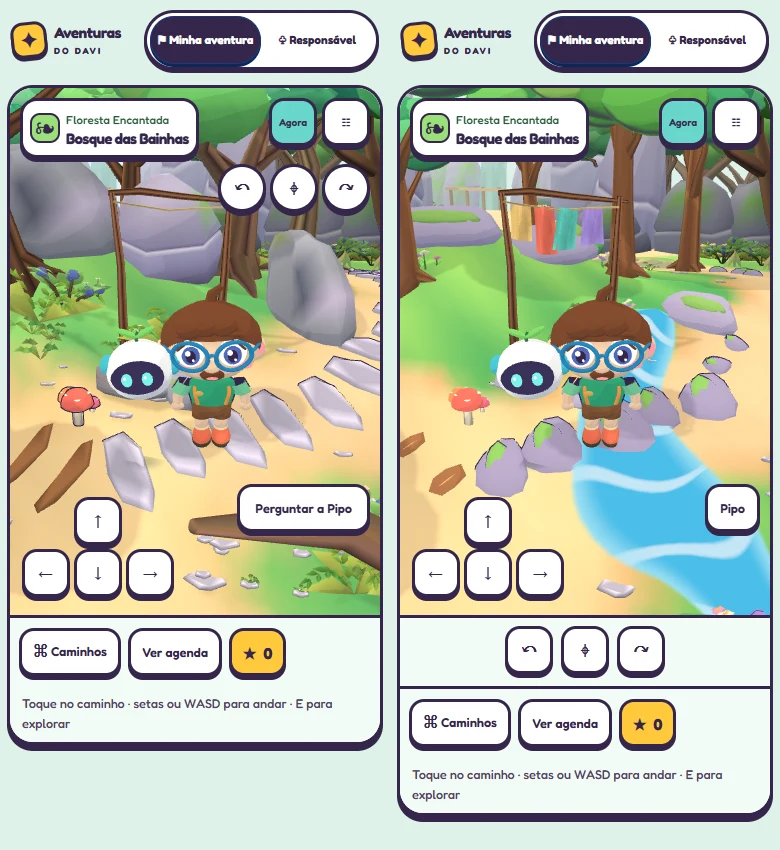 Aventuras
DO DAVI
Minha aventura
Responsável
Floresta Encantada
Bosque das Bainhas
Agora
Perguntar a Pipo
Caminhos
Ver agenda
★ 0
Toque no caminho · setas ou WASD para andar · E para
explorar
Aventuras
DO DAVI
Minha aventura
Responsável
Floresta Encantada
Bosque das Bainhas
Agora
Pipo
Caminhos
Ver agenda
★ 0
Toque no caminho · setas ou WASD para andar · E para
explorar